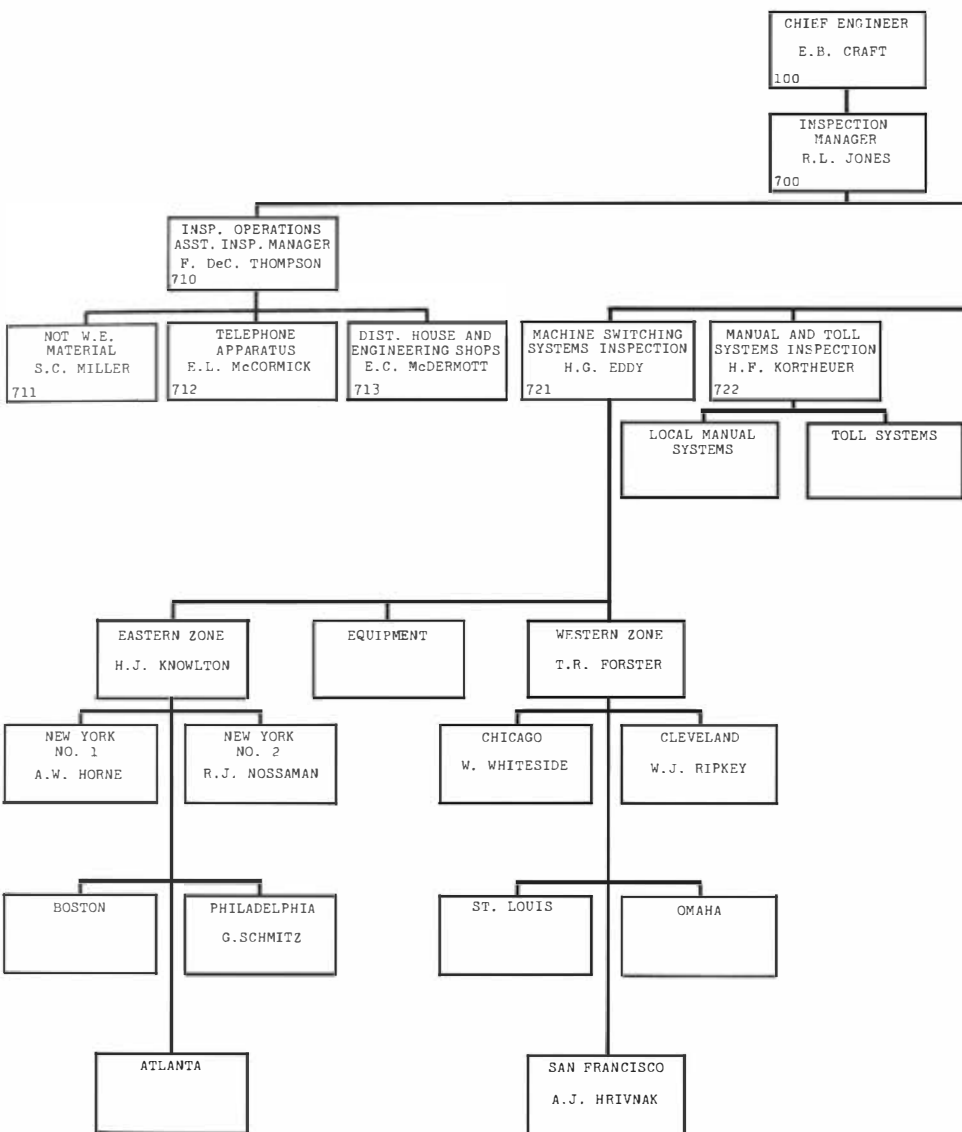 CHIEF ENGINEER
E.B. CRAFT
100
INSPECTION
MANAGER
R.L. JONES
700
INSP. OPERATIONS
ASST. INSP. MANAGER
F. DeC. THOMPSON
710
NOT W.E.
MATERIAL
S.C. MILLER
711
TELEPHONE
APPARATUS
E.L. McCORMICK
712
DIST. HOUSE AND
ENGINEERING SHOPS
E.C. McDERMOTT
713
MACHINE SWITCHING
SYSTEMS INSPECTION
H.G. EDDY
721
MANUAL AND TOLL
SYSTEMS INSPECTION
H.F. KORTHEUER
722
LOCAL MANUAL
SYSTEMS
TOLL SYSTEMS
EASTERN ZONE
H.J. KNOWLTON
EQUIPMENT
WESTERN ZONE
T.R. FORSTER
NEW YORK
NO. 1
A.W. HORNE
NEW YORK
NO. 2
R.J. NOSSAMAN
CHICAGO
W. WHITESIDE
CLEVELAND
W.J. RIPKEY
BOSTON
PHILADELPHIA
G.SCHMITZ
ST. LOUIS
OMAHA
ATLANTA
SAN FRANCISCO
A.J. HRIVNAK